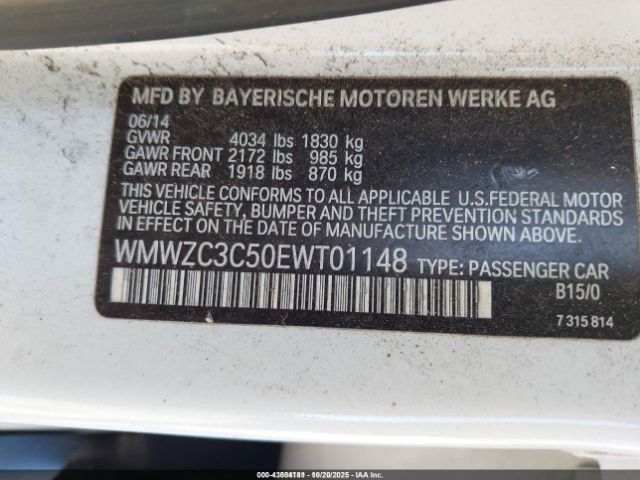 MFD BY BAYERISCHE MOTOREN WERKE AG
06/14
GVWR 4034 lbs 1830 kg
GAWR FRONT 2172 lbs 985 kg
GAWR REAR 1918 lbs 870 kg
THIS VEHICLE CONFORMS TO ALL APPLICABLE U.S.FEDERAL MOTOR
VEHICLE SAFETY, BUMPER AND THEFT PREVENTION STANDARDS
IN EFFECT ON THE DATE OF MANUFACTURE SHOWN ABOVE.
WMWZC3C50EWT01148 TYPE: PASSENGER CAR
B15/0
7 315 814
10/20/2025